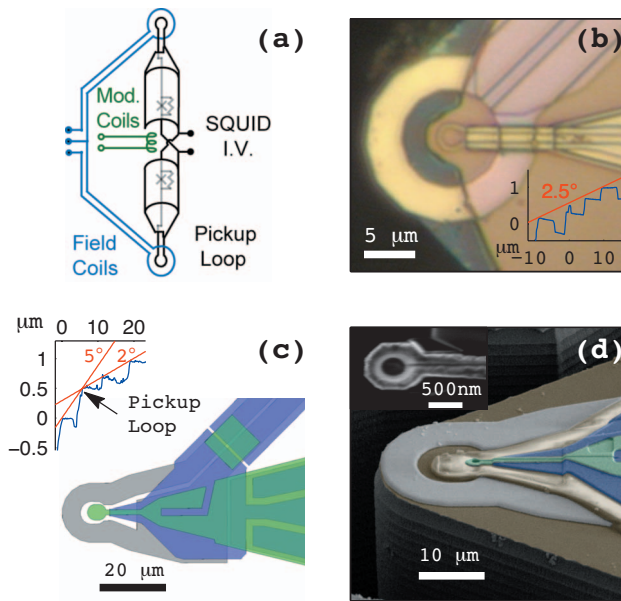 (a)
Mod.
Coils
SQUID
I.V.
Field
Coils
Pickup
Loop
(b)
2.5°
1
0
μm
-10 0 10
5 μm
(c)
μm
0 10 20
5° 2°
1
0.5
0
-0.5
Pickup
Loop
20 μm
(d)
500nm
10 μm